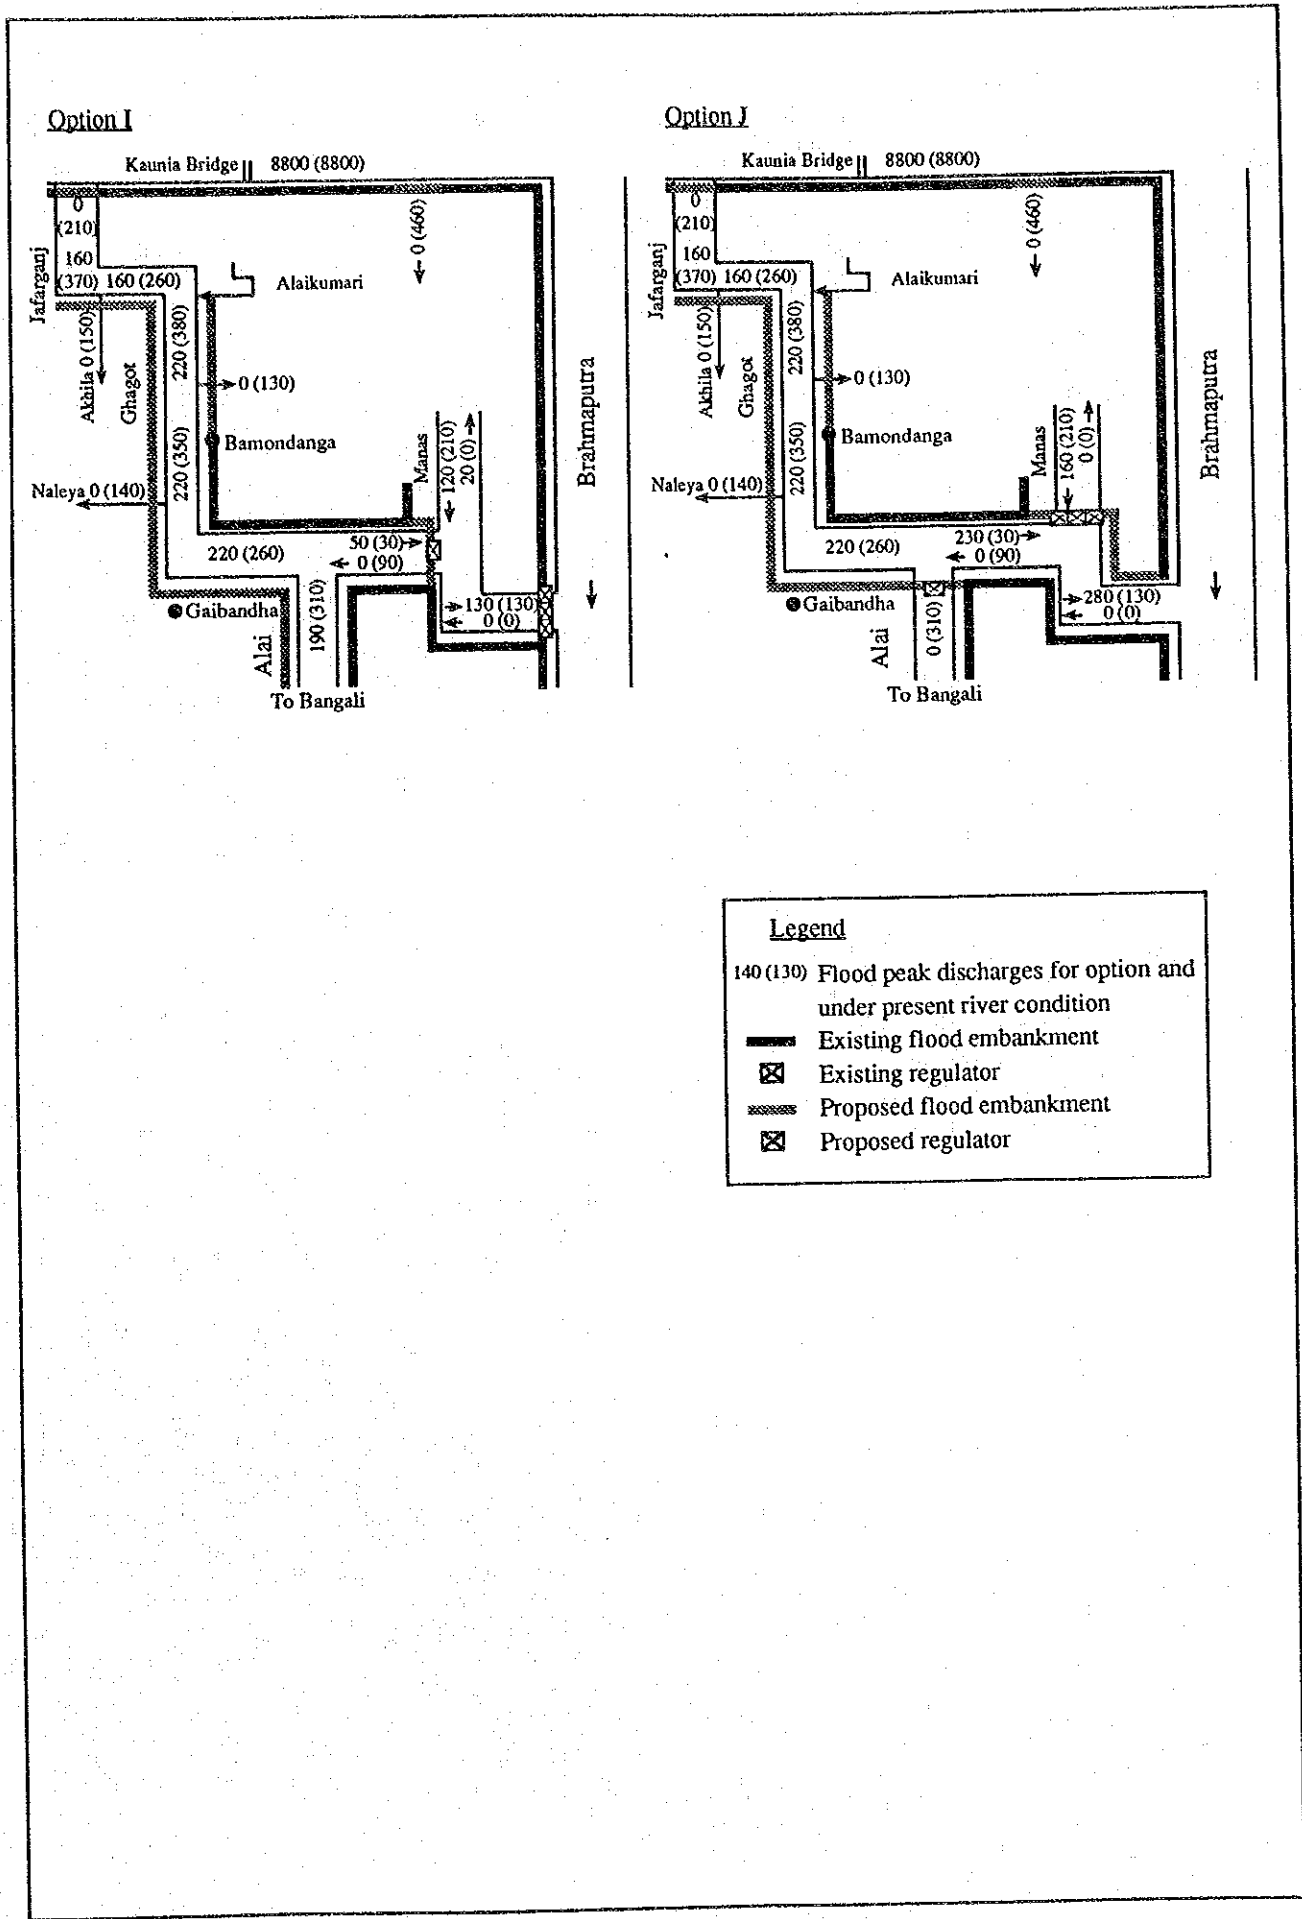 Option I
Kaunia Bridge 8800 (8800)
0
(210)
160
(370) 160 (260)
Jafarganj
0 (460)
Alaikumari
Akhila 0 (150)
Ghagot
220 (380)
0 (130)
Bamondanga
220 (350)
Naleya 0 (140)
Manas
120 (210)
20 (0)
Brahmaputra
220 (260)
50 (30)
0 (90)
Gaibandha
Alai
190 (310)
130 (130)
0 (0)
To Bangali
Option J
Kaunia Bridge 8800 (8800)
0
(210)
160
(370) 160 (260)
Jafarganj
0 (460)
Alaikumari
Akhila 0 (150)
Ghagot
220 (380)
0 (130)
Bamondanga
220 (350)
Naleya 0 (140)
Manas
160 (210)
0 (0)
Brahmaputra
220 (260)
230 (30)
0 (90)
Gaibandha
Alai
0 (310)
280 (130)
0 (0)
To Bangali
Legend
140 (130) Flood peak discharges for option and
under present river condition
Existing flood embankment
Existing regulator
Proposed flood embankment
Proposed regulator